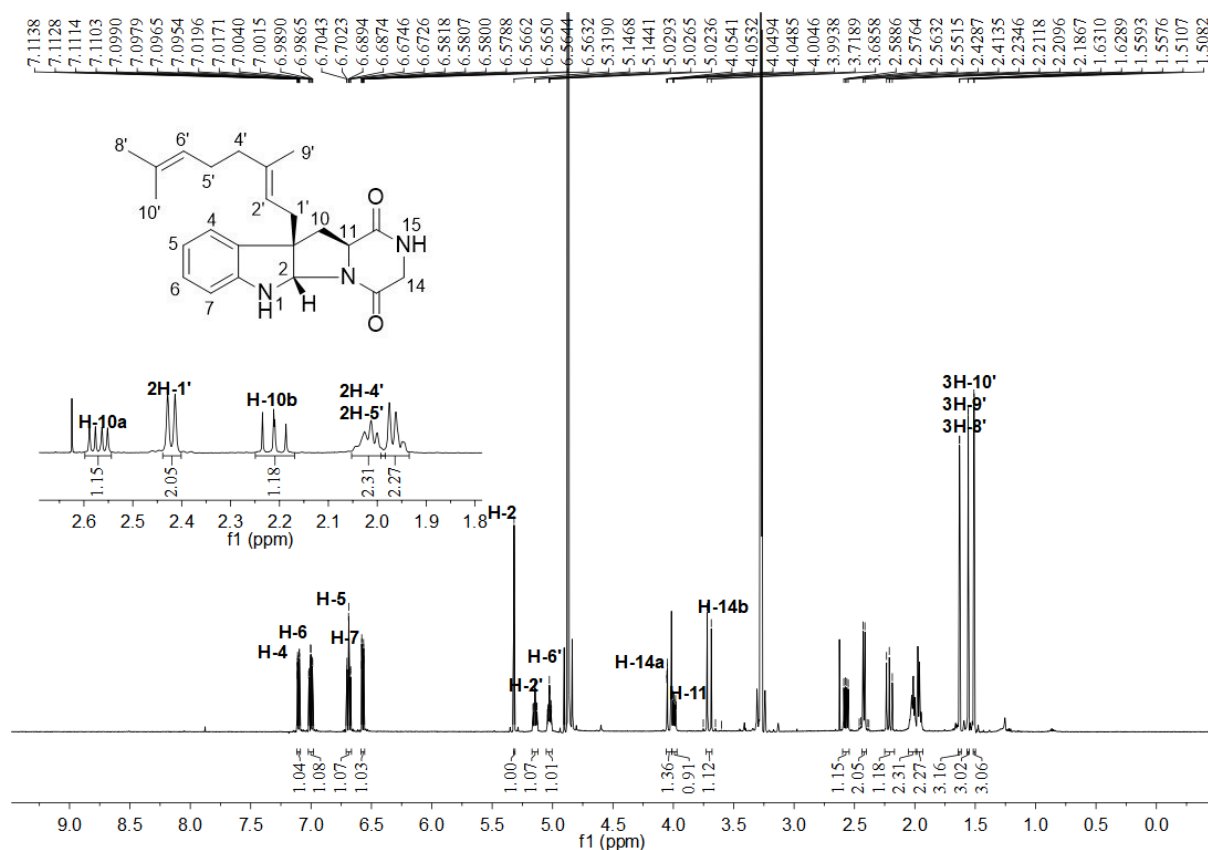 7.1138 7.1128 7.1114 7.1103 7.0990 7.0979 7.0965 7.0954 7.0196 7.0171 7.0040 7.0015 6.9890 6.9865 6.7043 6.7023 6.6894 6.6874 6.6746 6.6726 6.5818 6.5807 6.5800 6.5788 6.5662 6.5650 6.5644 6.5632 5.3190 5.1468 5.1441 5.0293 5.0265 5.0236 4.0541 4.0532 4.0494 4.0485 4.0046 3.9938 3.7189 3.6858 2.5886 2.5764 2.5632 2.5515 2.4287 2.4135 2.2346 2.2118 2.2096 2.1867 1.6310 1.6289 1.5593 1.5576 1.5107 1.5082
8' 6' 4' 9'
5'
10' 2' 1'
4 10 11 O 15
5 NH
2
6 N 14
7 N 1 H
H O
2H-1' 2H-4' 3H-10'
H-10a H-10b 2H-5' 3H-9'
3H-8'
1.15 2.05 1.18 2.31 2.27
2.6 2.5 2.4 2.3 2.2 2.1 2.0 1.9 1.8
f1 (ppm)
H-2
H-5
H-6 H-7 H-14b
H-4 H-2' H-6' H-14a
H-11
1.04 1.08 1.07 1.03 1.00 1.07 1.01 1.36 0.91 1.12 1.15 2.05 1.18 2.31 2.27 3.16 3.02 3.06
9.0 8.5 8.0 7.5 7.0 6.5 6.0 5.5 5.0 4.5 4.0 3.5 3.0 2.5 2.0 1.5 1.0 0.5 0.0
f1 (ppm)